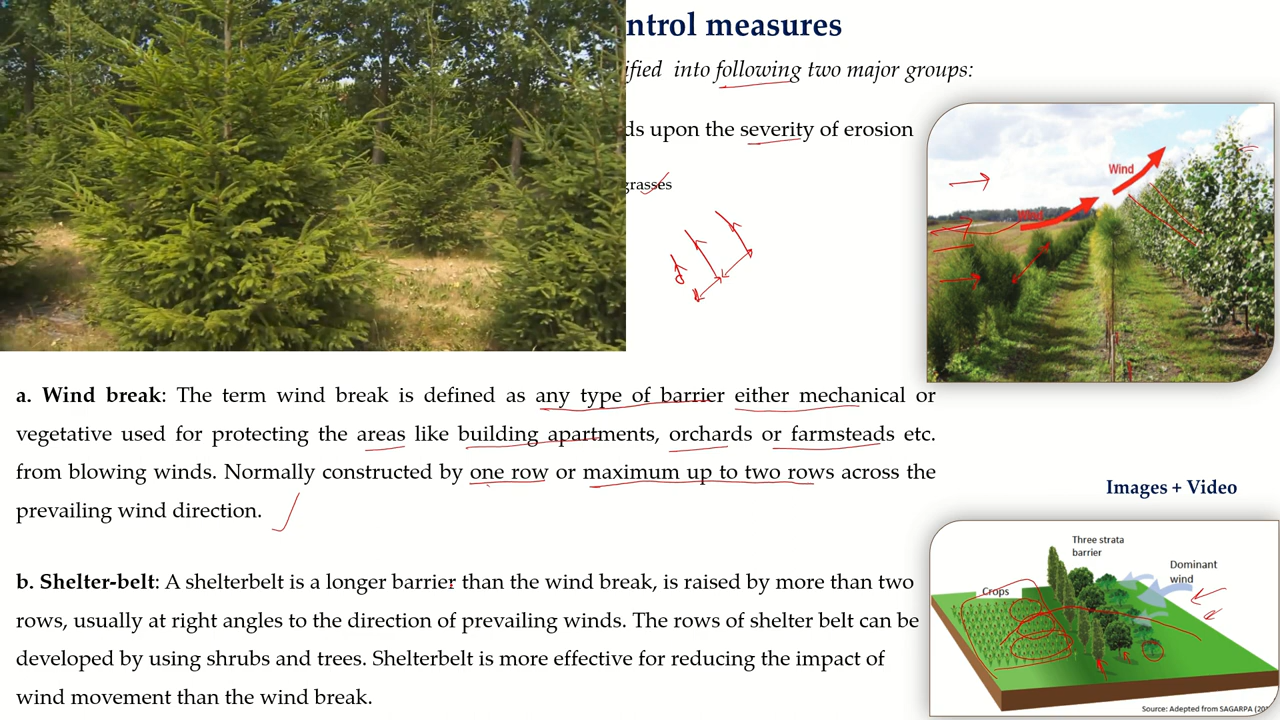 ntrol measures
ified into following two major groups:
ds upon the severity of erosion
grasses
Wind
Wind
a. Wind break: The term wind break is defined as any type of barrier either mechanical or
vegetative used for protecting the areas like building apartments, orchards or farmsteads etc.
from blowing winds. Normally constructed by one row or maximum up to two rows across the
prevailing wind direction.
Images + Video
b. Shelter-belt: A shelterbelt is a longer barrier than the wind break, is raised by more than two
rows, usually at right angles to the direction of prevailing winds. The rows of shelter belt can be
developed by using shrubs and trees. Shelterbelt is more effective for reducing the impact of
wind movement than the wind break.
Three strata
barrier
Dominant
wind
Crops
Source: Adepted from SAGARPA (20